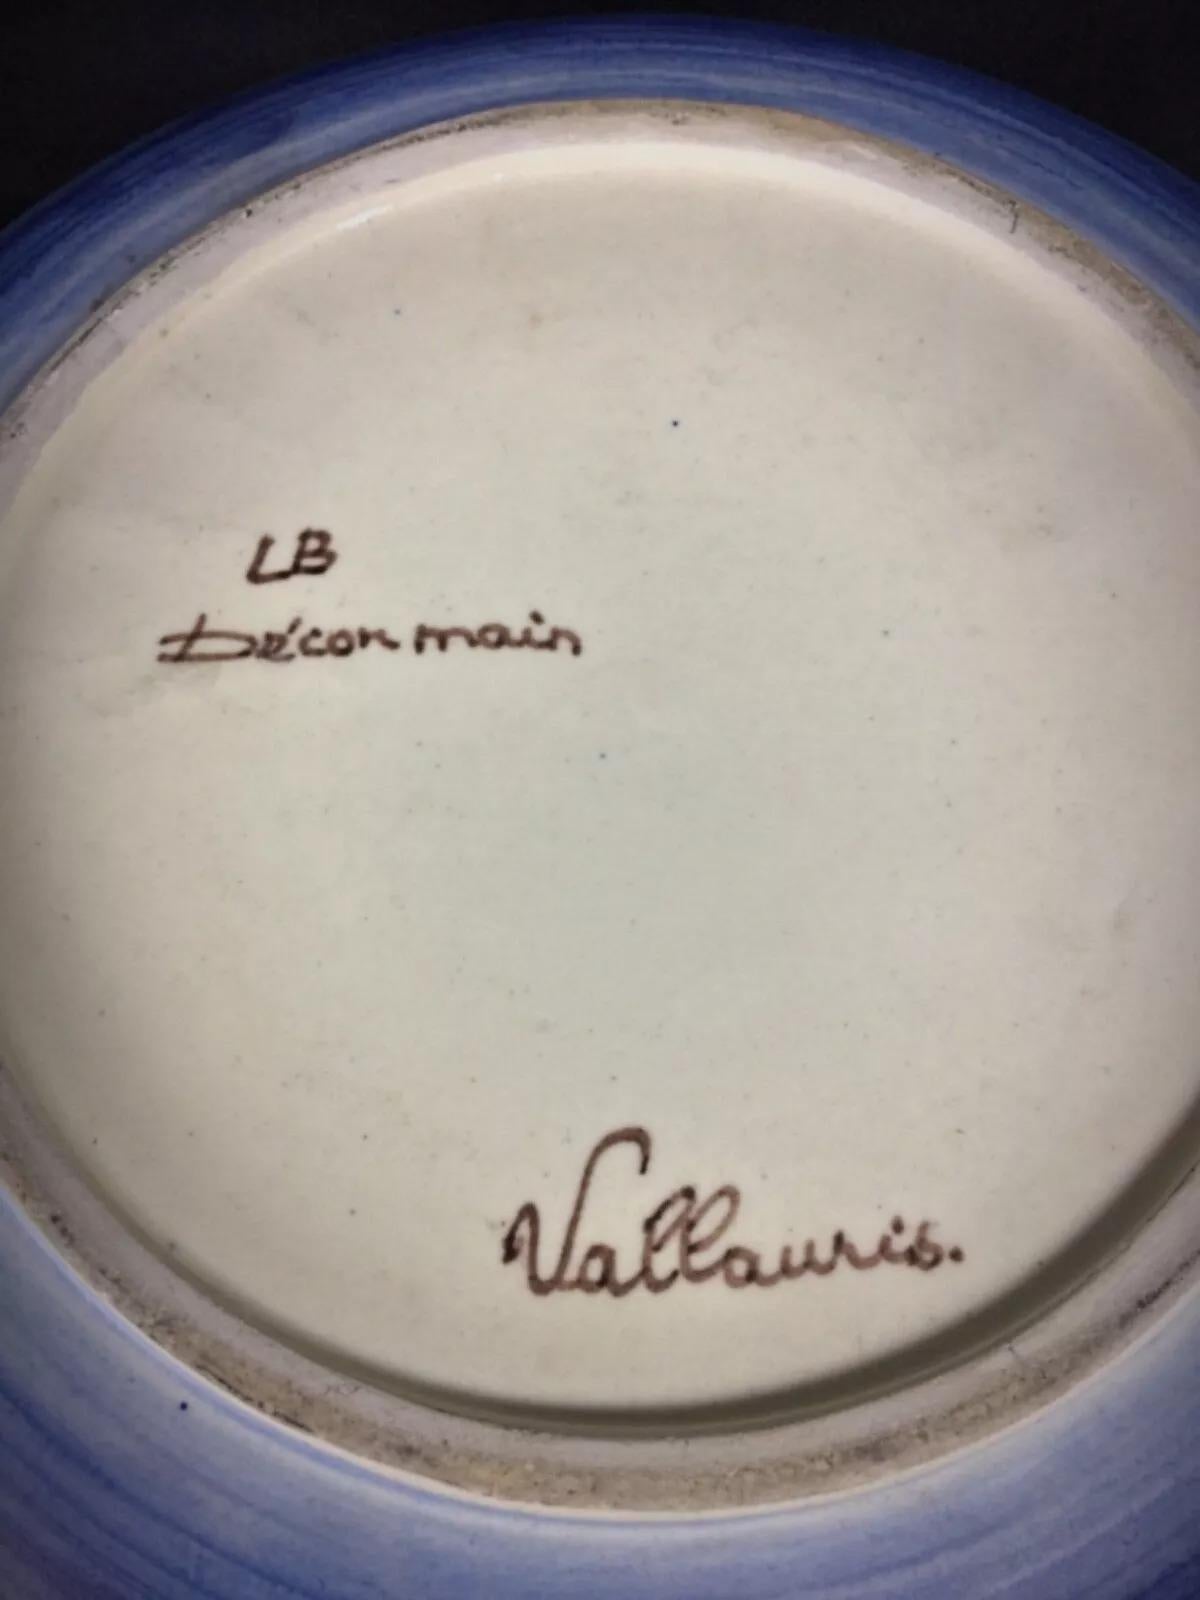 LB
Décor main
Vallauris.